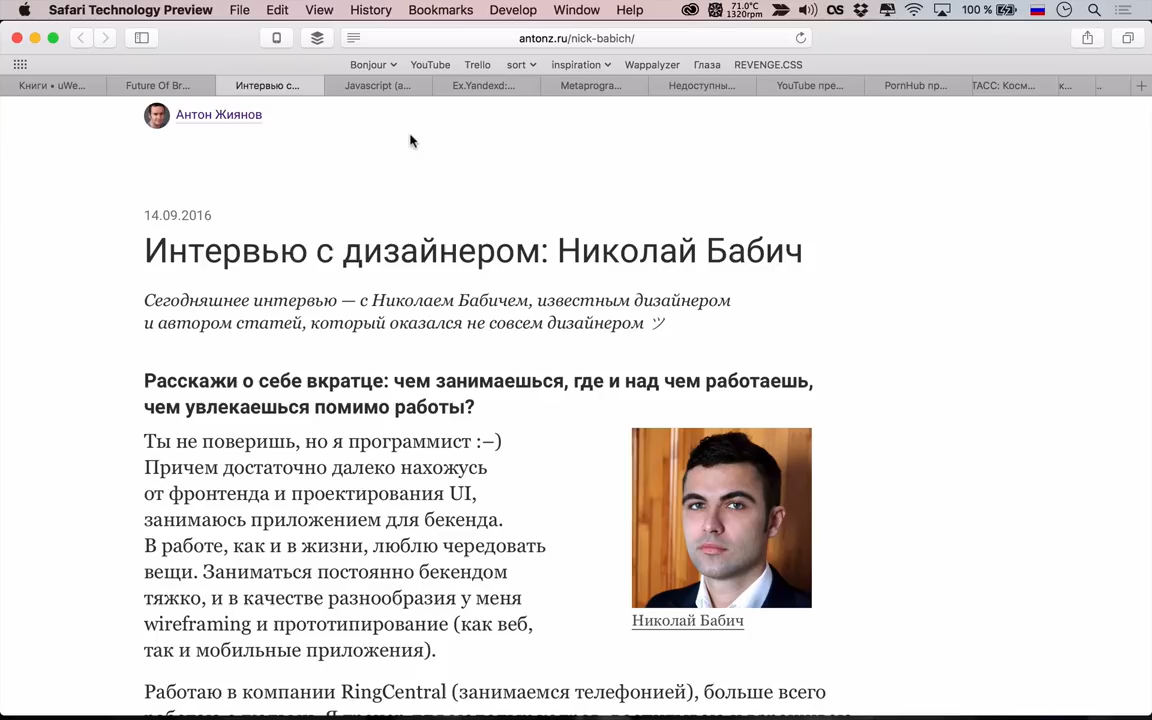 Safari Technology Preview File Edit View History Bookmarks Develop Window Help 71.0°C 1320rpm 100 %
antonz.ru/nick-babich/
Bonjour YouTube Trello sort inspiration Wappalyzer Глаза REVENGE.CSS
Книги • uWe... Future Of Br... Интервью с... Javascript (a... Ex.Yandexd:... Metaprogra... Недоступны... YouTube пре... PornHub пр... ТАСС: Косм... к... ..
Антон Жиянов
14.09.2016
Интервью с дизайнером: Николай Бабич
Сегодняшнее интервью — с Николаем Бабичем, известным дизайнером
и автором статей, который оказался не совсем дизайнером ツ
Расскажи о себе вкратце: чем занимаешься, где и над чем работаешь,
чем увлекаешься помимо работы?
Ты не поверишь, но я программист :–)
Причем достаточно далеко нахожусь
от фронтенда и проектирования UI,
занимаюсь приложением для бекенда.
В работе, как и в жизни, люблю чередовать
вещи. Заниматься постоянно бекендом
тяжко, и в качестве разнообразия у меня
wireframing и прототипирование (как веб,
так и мобильные приложения).
Николай Бабич
Работаю в компании RingCentral (занимаемся телефонией), больше всего